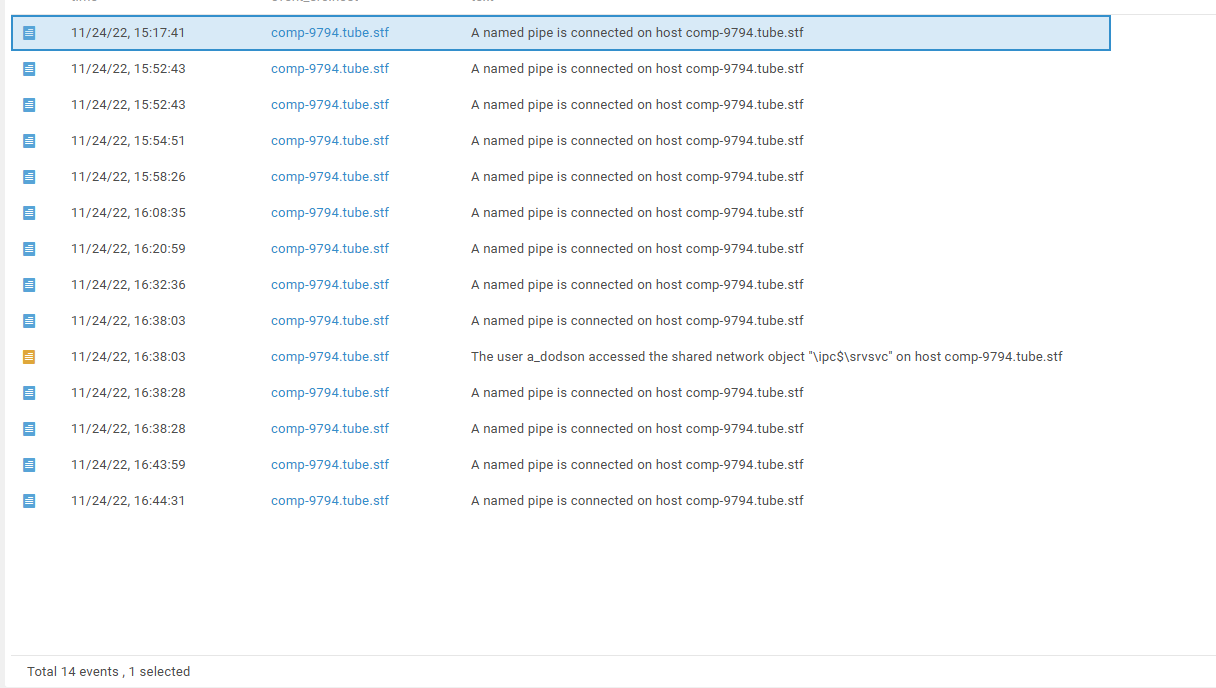 11/24/22, 15:17:41 comp-9794.tube.stf A named pipe is connected on host comp-9794.tube.stf
11/24/22, 15:52:43 comp-9794.tube.stf A named pipe is connected on host comp-9794.tube.stf
11/24/22, 15:52:43 comp-9794.tube.stf A named pipe is connected on host comp-9794.tube.stf
11/24/22, 15:54:51 comp-9794.tube.stf A named pipe is connected on host comp-9794.tube.stf
11/24/22, 15:58:26 comp-9794.tube.stf A named pipe is connected on host comp-9794.tube.stf
11/24/22, 16:08:35 comp-9794.tube.stf A named pipe is connected on host comp-9794.tube.stf
11/24/22, 16:20:59 comp-9794.tube.stf A named pipe is connected on host comp-9794.tube.stf
11/24/22, 16:32:36 comp-9794.tube.stf A named pipe is connected on host comp-9794.tube.stf
11/24/22, 16:38:03 comp-9794.tube.stf A named pipe is connected on host comp-9794.tube.stf
11/24/22, 16:38:03 comp-9794.tube.stf The user a_dodson accessed the shared network object "\ipc$\srvsvc" on host comp-9794.tube.stf
11/24/22, 16:38:28 comp-9794.tube.stf A named pipe is connected on host comp-9794.tube.stf
11/24/22, 16:38:28 comp-9794.tube.stf A named pipe is connected on host comp-9794.tube.stf
11/24/22, 16:43:59 comp-9794.tube.stf A named pipe is connected on host comp-9794.tube.stf
11/24/22, 16:44:31 comp-9794.tube.stf A named pipe is connected on host comp-9794.tube.stf
Total 14 events , 1 selected